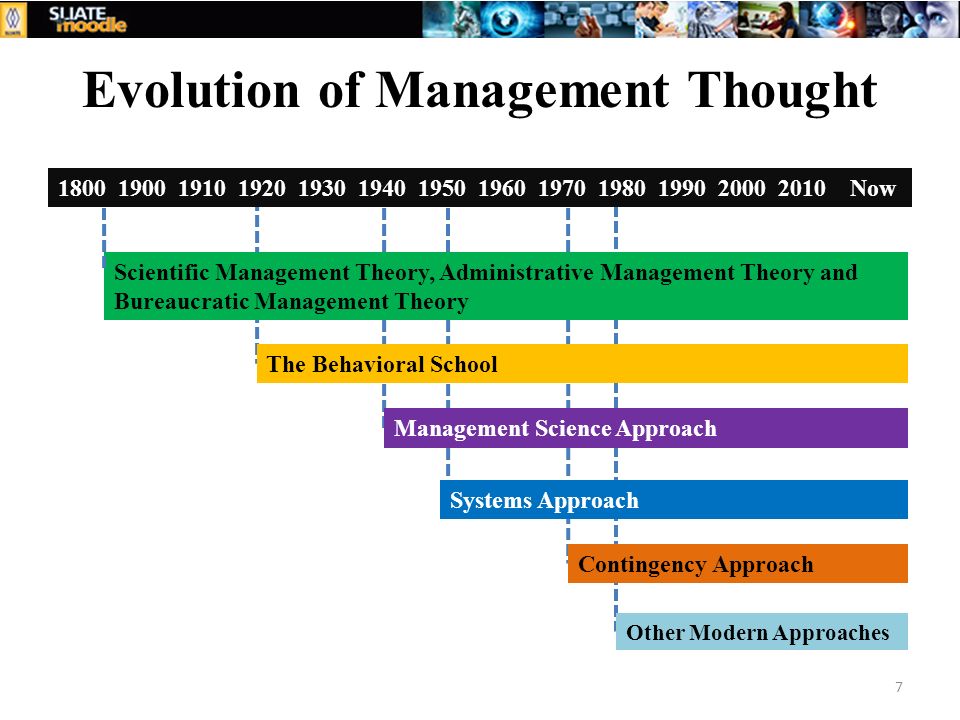 SLIATE
moodle
Evolution of Management Thought
1800 1900 1910 1920 1930 1940 1950 1960 1970 1980 1990 2000 2010 Now
Scientific Management Theory, Administrative Management Theory and
Bureaucratic Management Theory
The Behavioral School
Management Science Approach
Systems Approach
Contingency Approach
Other Modern Approaches
7